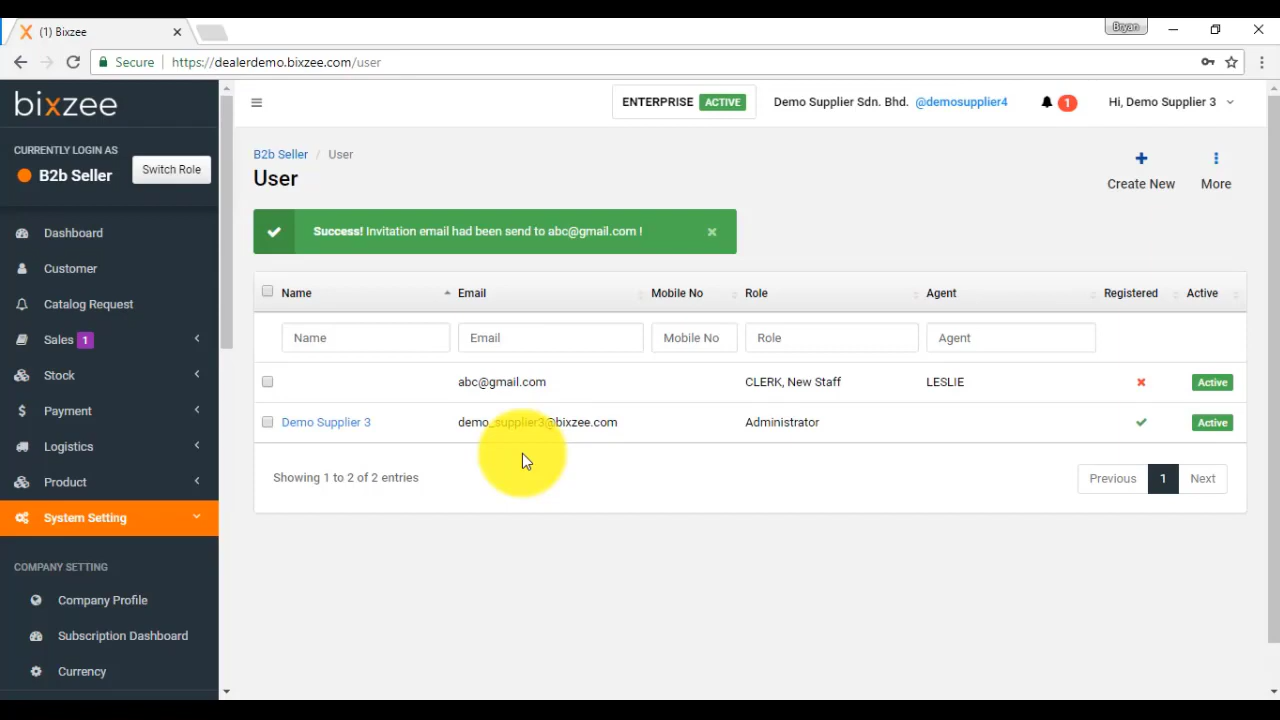 (1) Bixzee
Bryan
Secure https://dealerdemo.bixzee.com/user
bixzee
ENTERPRISE ACTIVE Demo Supplier Sdn. Bhd. @demosupplier4 1 Hi, Demo Supplier 3
CURRENTLY LOGIN AS
B2b Seller Switch Role
B2b Seller / User
User
Create New More
Success! Invitation email had been send to abc@gmail.com ! ×
Dashboard
Customer
Catalog Request
Sales 1
Stock
Payment
Logistics
Product
System Setting
COMPANY SETTING
Company Profile
Subscription Dashboard
Currency
Name Email Mobile No Role Agent Registered Active
Name Email Mobile No Role Agent
abc@gmail.com CLERK, New Staff LESLIE Active
Demo Supplier 3 demo_supplier3@bixzee.com Administrator Active
Showing 1 to 2 of 2 entries Previous 1 Next